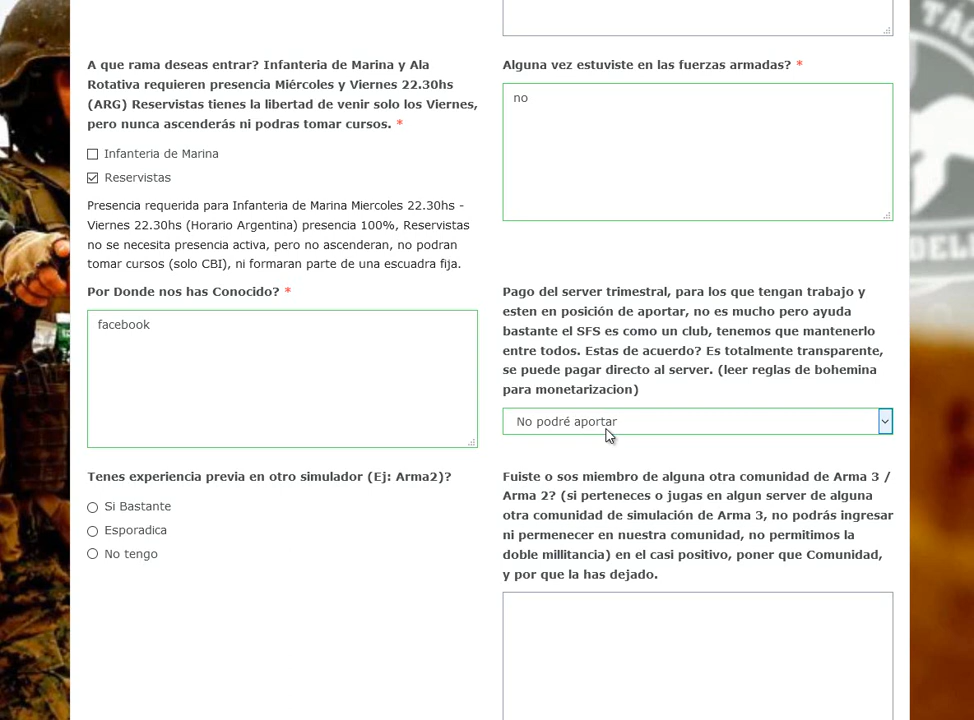 A que rama deseas entrar? Infanteria de Marina y Ala
Rotativa requieren presencia Miércoles y Viernes 22.30hs
(ARG) Reservistas tienes la libertad de venir solo los Viernes,
pero nunca ascenderás ni podras tomar cursos. *
Infanteria de Marina
Reservistas
Presencia requerida para Infanteria de Marina Miercoles 22.30hs -
Viernes 22.30hs (Horario Argentina) presencia 100%, Reservistas
no se necesita presencia activa, pero no ascenderan, no podran
tomar cursos (solo CBI), ni formaran parte de una escuadra fija.
Alguna vez estuviste en las fuerzas armadas? *
no
Por Donde nos has Conocido? *
facebook
Pago del server trimestral, para los que tengan trabajo y
esten en posición de aportar, no es mucho pero ayuda
bastante el SFS es como un club, tenemos que mantenerlo
entre todos. Estas de acuerdo? Es totalmente transparente,
se puede pagar directo al server. (leer reglas de bohemina
para monetarizacion)
No podré aportar
Tenes experiencia previa en otro simulador (Ej: Arma2)?
Si Bastante
Esporadica
No tengo
Fuiste o sos miembro de alguna otra comunidad de Arma 3 /
Arma 2? (si perteneces o jugas en algun server de alguna
otra comunidad de simulación de Arma 3, no podrás ingresar
ni permenecer en nuestra comunidad, no permitimos la
doble millitancia) en el casi positivo, poner que Comunidad,
y por que la has dejado.